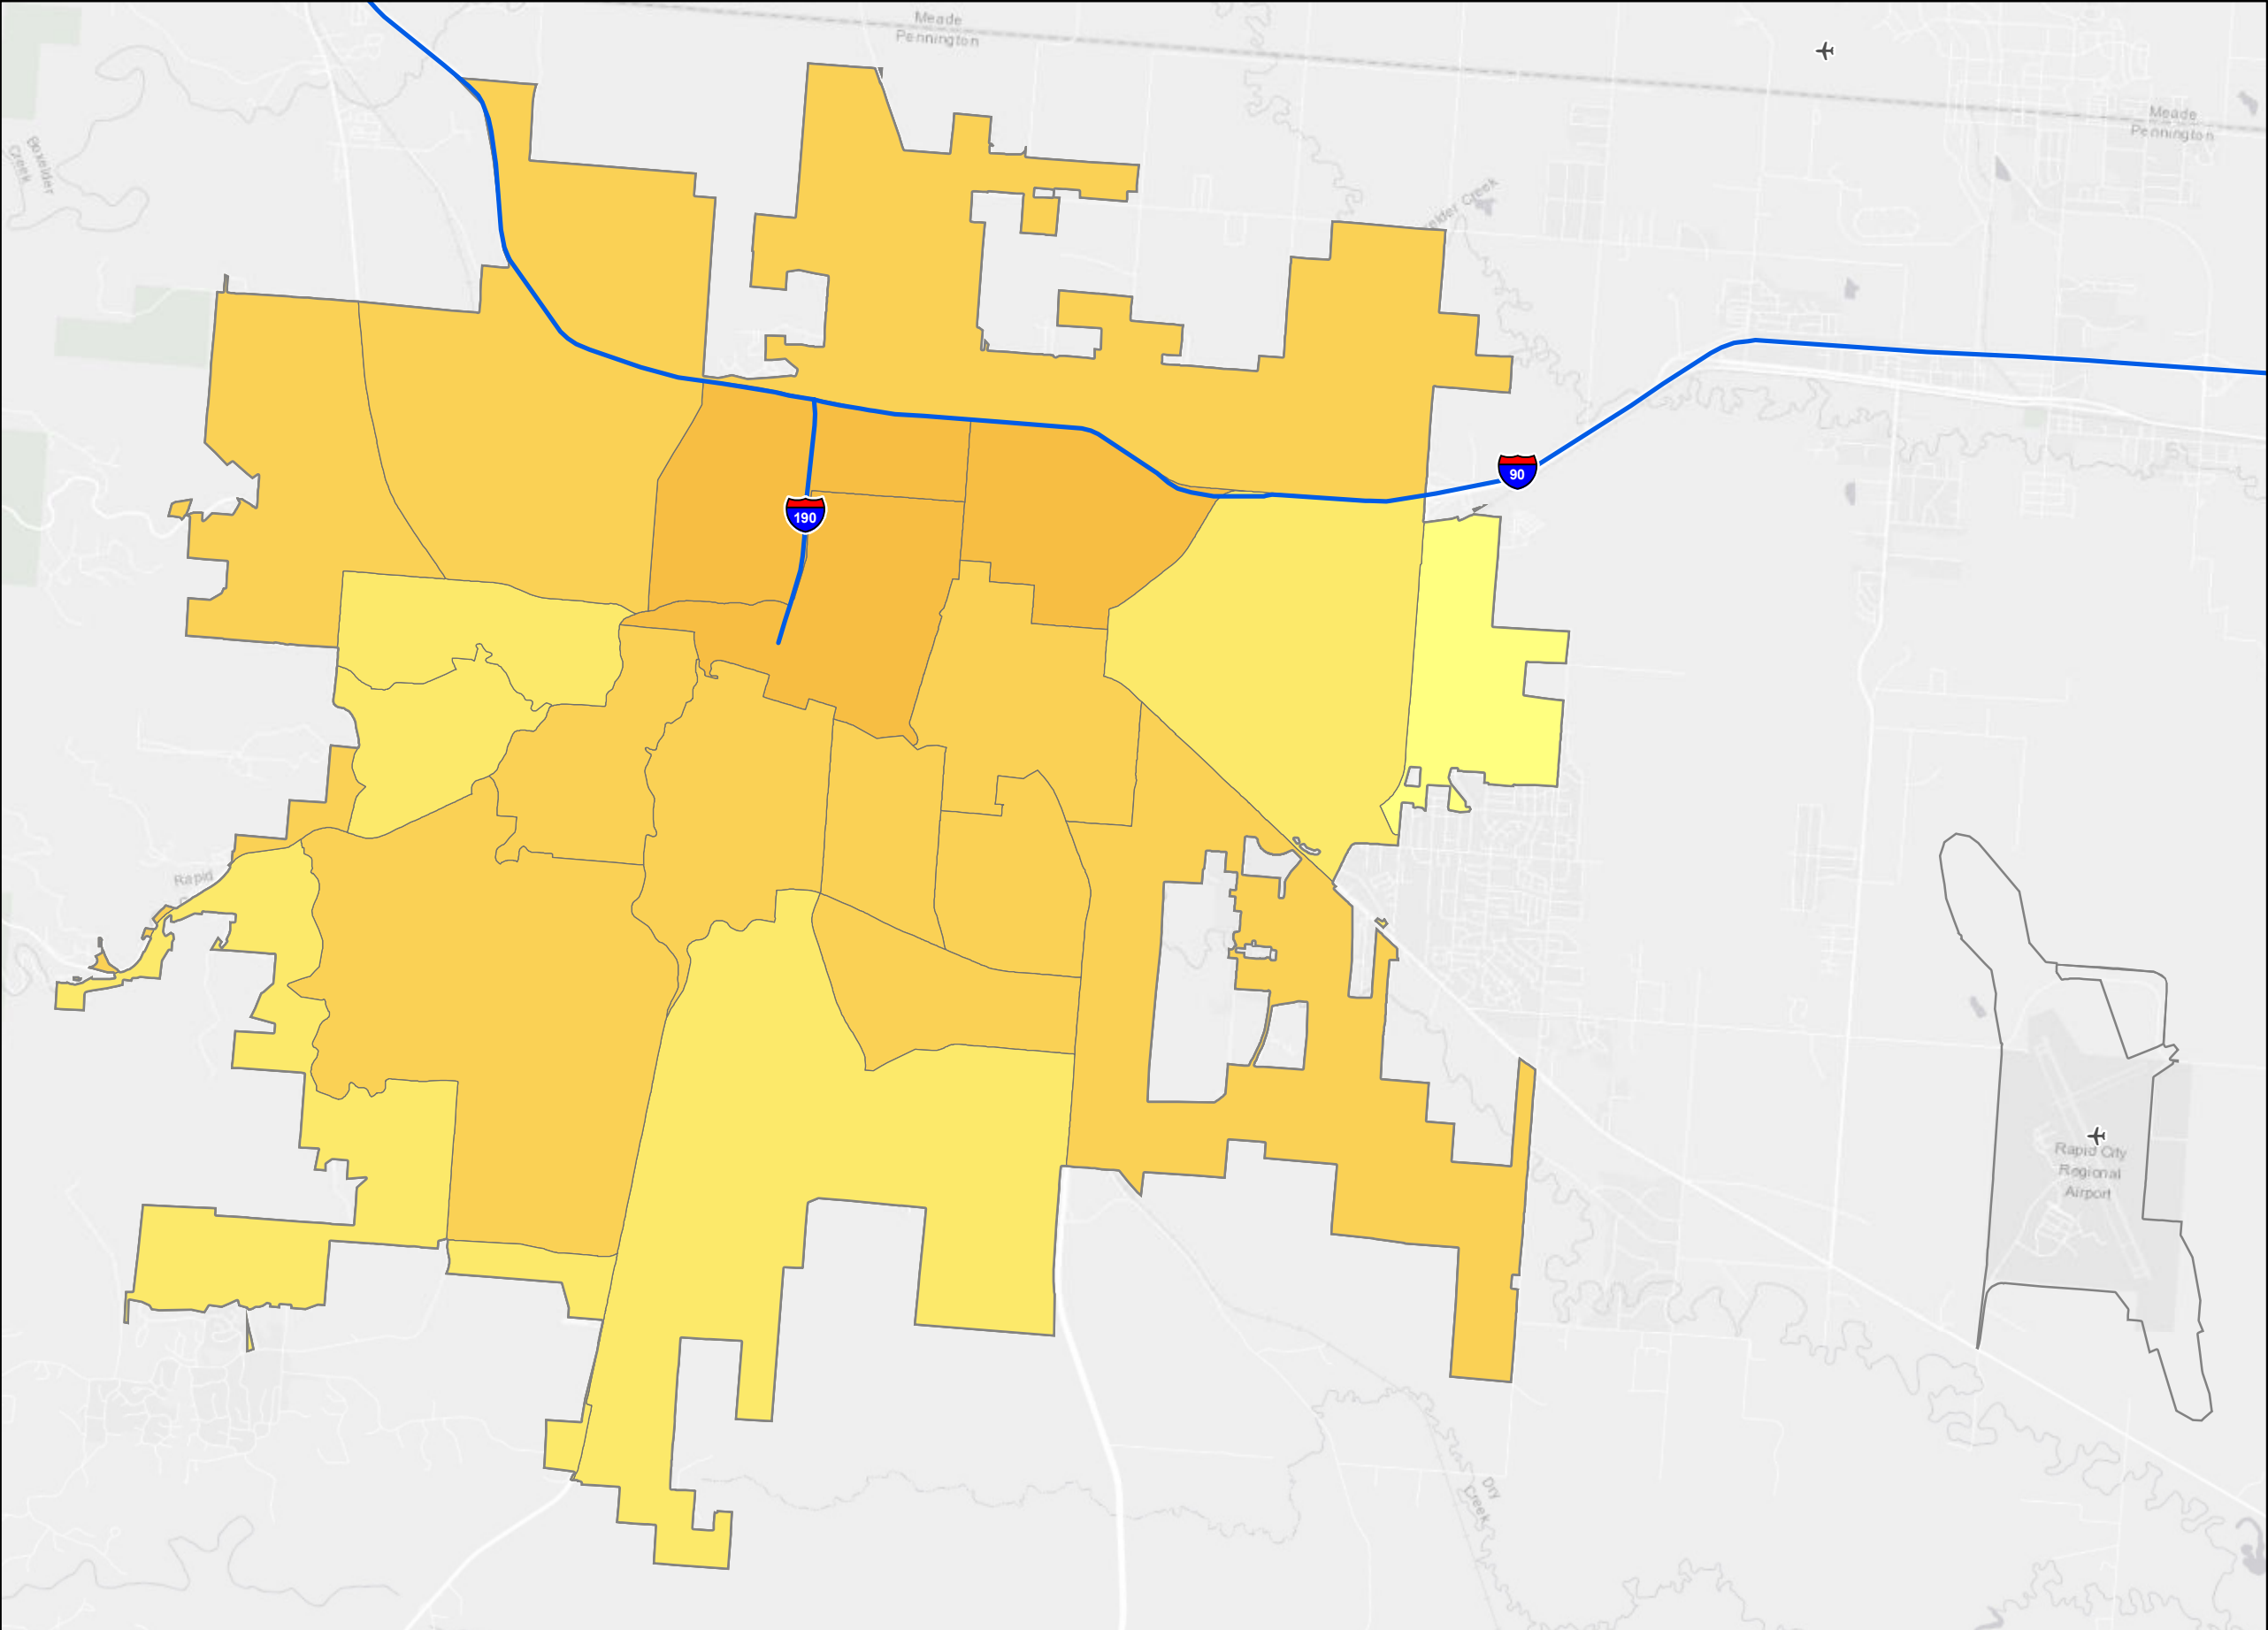 Meade
Pennington
Meade
Pennington
Boxelder
Creek
elder Creek
90
190
Rapid
Rapid City
Regional
Airport
Dry
Creek